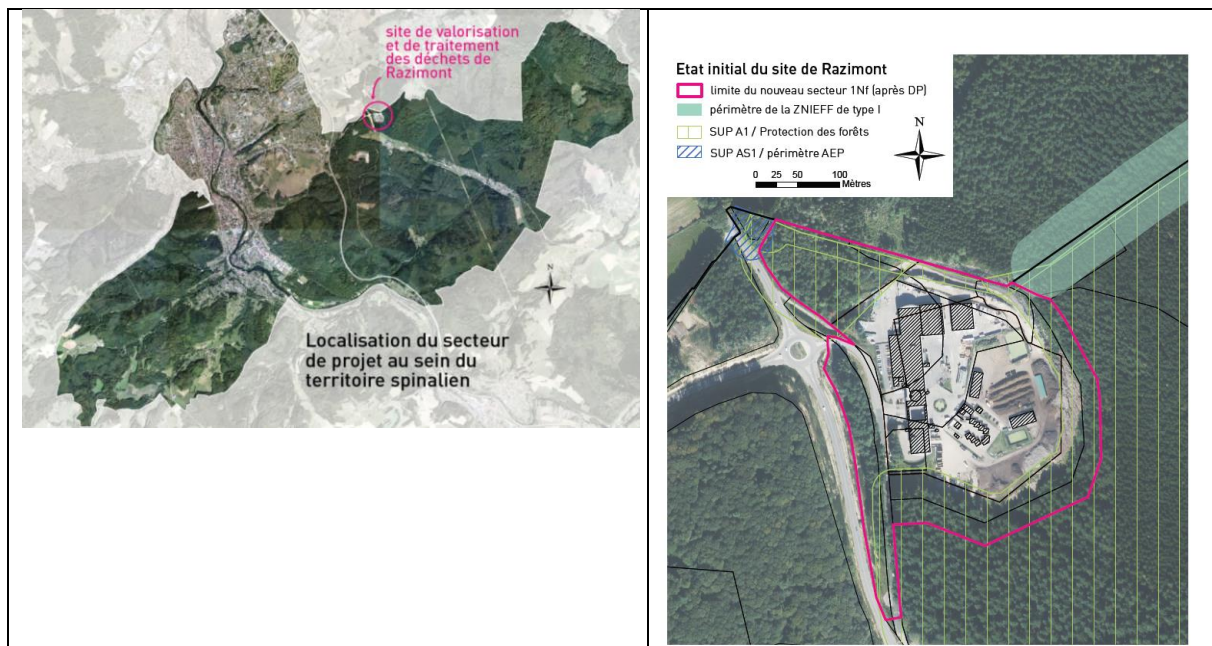 site de valorisation
et de traitement
des déchets de
Razimont
N
Localisation du secteur
de projet au sein du
territoire spinalien
Etat initial du site de Razimont
limite du nouveau secteur 1Nf (après DP)
périmètre de la ZNIEFF de type I
SUP A1 / Protection des forêts
SUP AS1 / périmètre AEP
N
0 25 50 100
Mètres